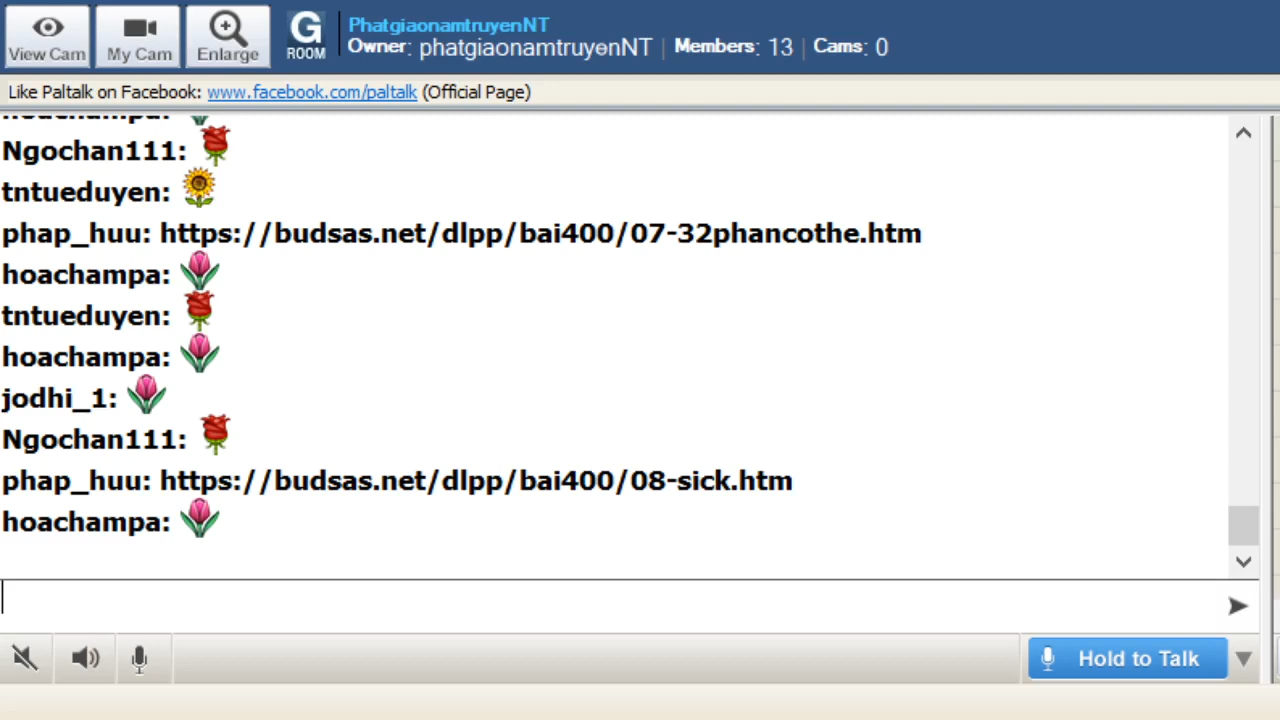 PhatgiaonamtruyenNT
View Cam
My Cam
Enlarge
G ROOM
Owner: phatgiaonamtruyenNT | Members: 13 | Cams: 0
Like Paltalk on Facebook: www.facebook.com/paltalk (Official Page)
hoachampa:
Ngochan111:
tntueduyen:
phap_huu: https://budsas.net/dlpp/bai400/07-32phancothe.htm
hoachampa:
tntueduyen:
hoachampa:
jodhi_1:
Ngochan111:
phap_huu: https://budsas.net/dlpp/bai400/08-sick.htm
hoachampa:
Hold to Talk